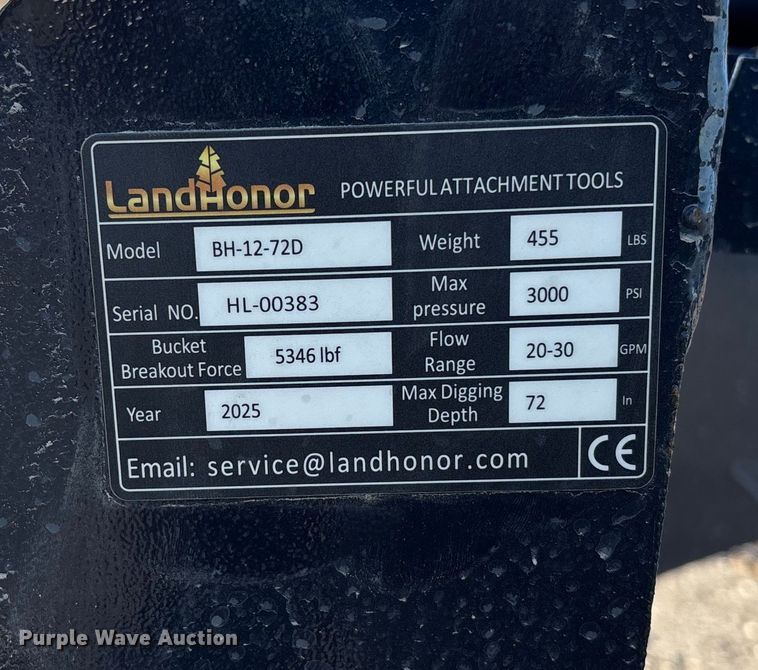 LandHonor POWERFUL ATTACHMENT TOOLS
Model BH-12-72D Weight 455 LBS
Serial NO. HL-00383 Max pressure 3000 PSI
Bucket Breakout Force 5346 lbf Flow Range 20-30 GPM
Year 2025 Max Digging Depth 72 In
Email: service@landhonor.com CE
Purple Wave Auction